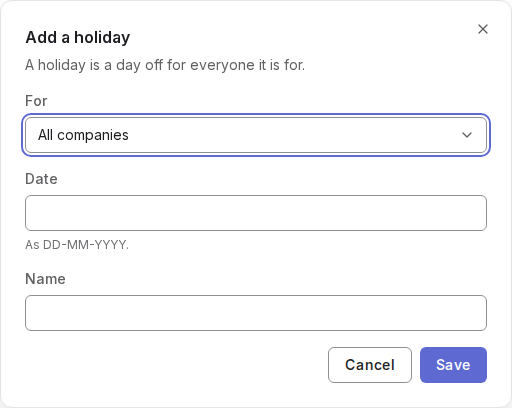 Add a holiday
A holiday is a day off for everyone it is for.
For
All companies
Date
As DD-MM-YYYY.
Name
Cancel
Save